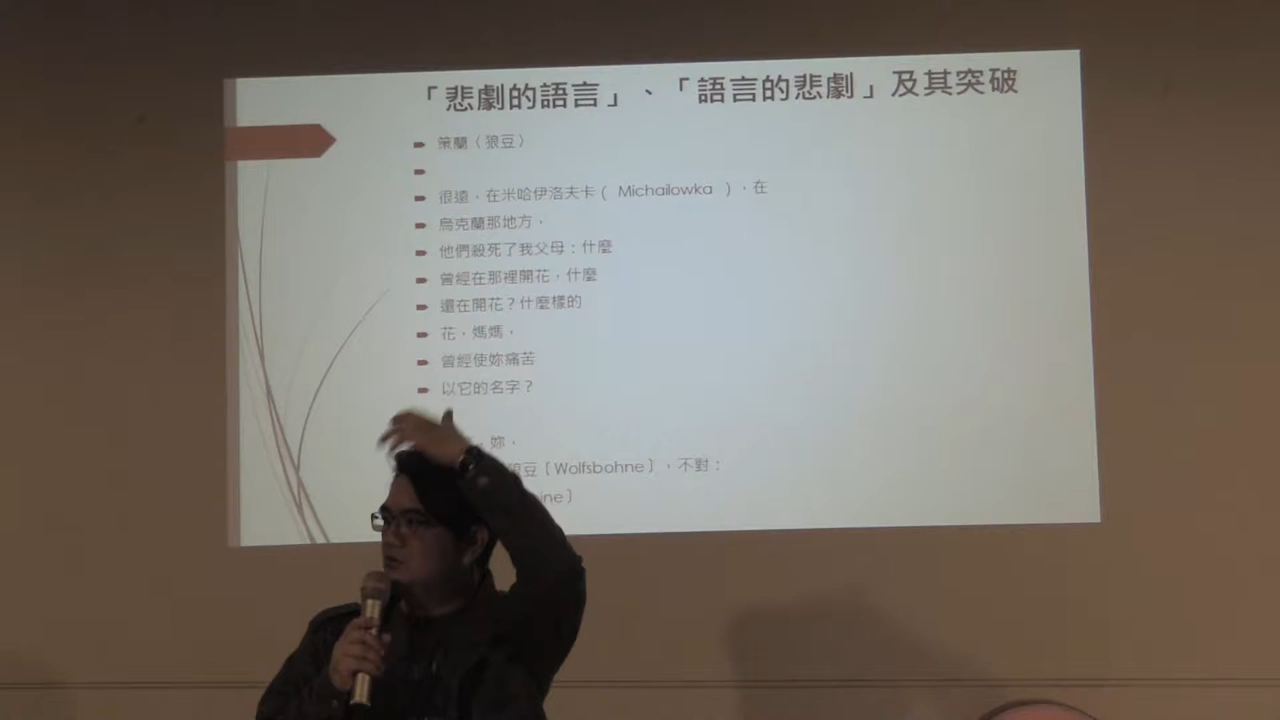 「悲劇的語言」、「語言的悲劇」及其突破
策蘭（狼豆）
很遠，在米哈伊洛夫卡（ Michailowka ），在
烏克蘭那地方，
他們殺死了我父母：什麼
曾經在那裡開花，什麼
還在開花？什麼樣的
花，媽媽，
曾經使妳痛苦
以它的名字？
，妳，
狼豆〔Wolfsbohne〕，不對：
ine〕